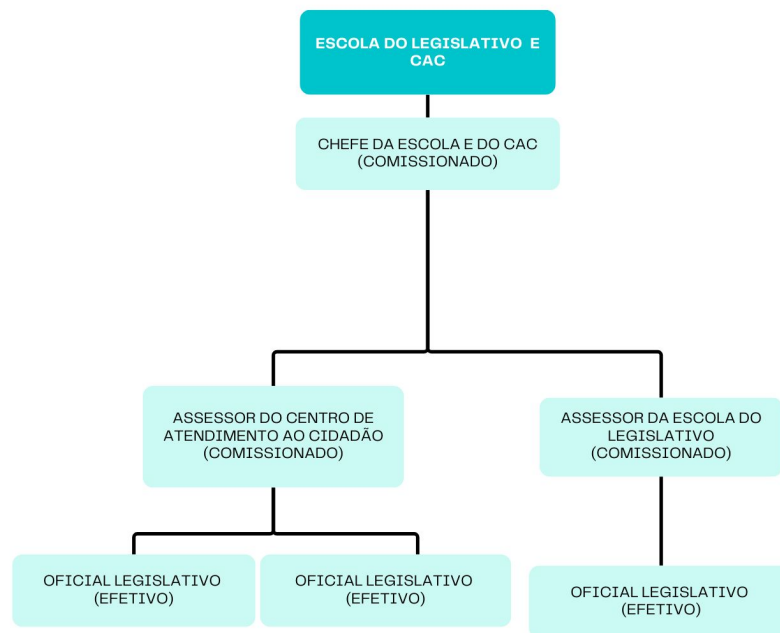 ESCOLA DO LEGISLATIVO E
CAC
CHEFE DA ESCOLA E DO CAC
(COMISSIONADO)
ASSESSOR DO CENTRO DE
ATENDIMENTO AO CIDADÃO
(COMISSIONADO)
ASSESSOR DA ESCOLA DO
LEGISLATIVO
(COMISSIONADO)
OFICIAL LEGISLATIVO
(EFETIVO)
OFICIAL LEGISLATIVO
(EFETIVO)
OFICIAL LEGISLATIVO
(EFETIVO)